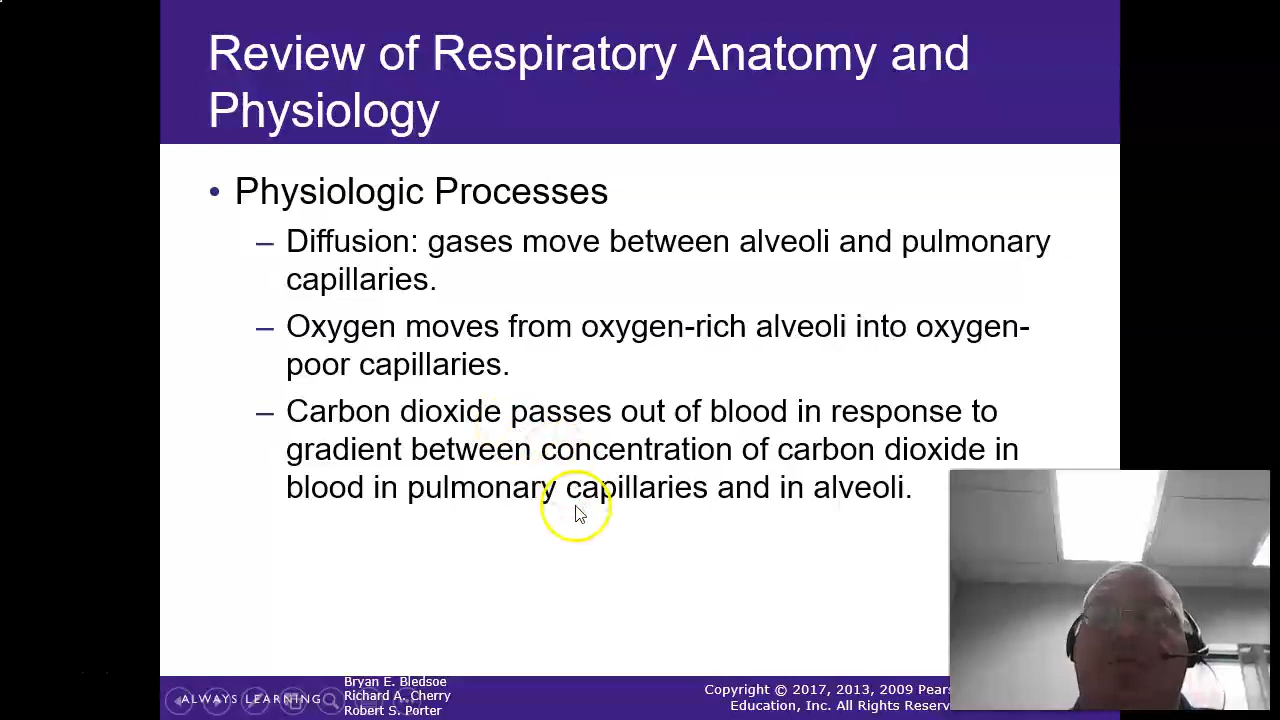 Review of Respiratory Anatomy and
Physiology
• Physiologic Processes
– Diffusion: gases move between alveoli and pulmonary
capillaries.
– Oxygen moves from oxygen-rich alveoli into oxygen-
poor capillaries.
– Carbon dioxide passes out of blood in response to
gradient between concentration of carbon dioxide in
blood in pulmonary capillaries and in alveoli.
ALWAYS LEARNING
Bryan E. Bledsoe
Richard A. Cherry
Robert S. Porter
Copyright © 2017, 2013, 2009 Pears
Education, Inc. All Rights Reserv